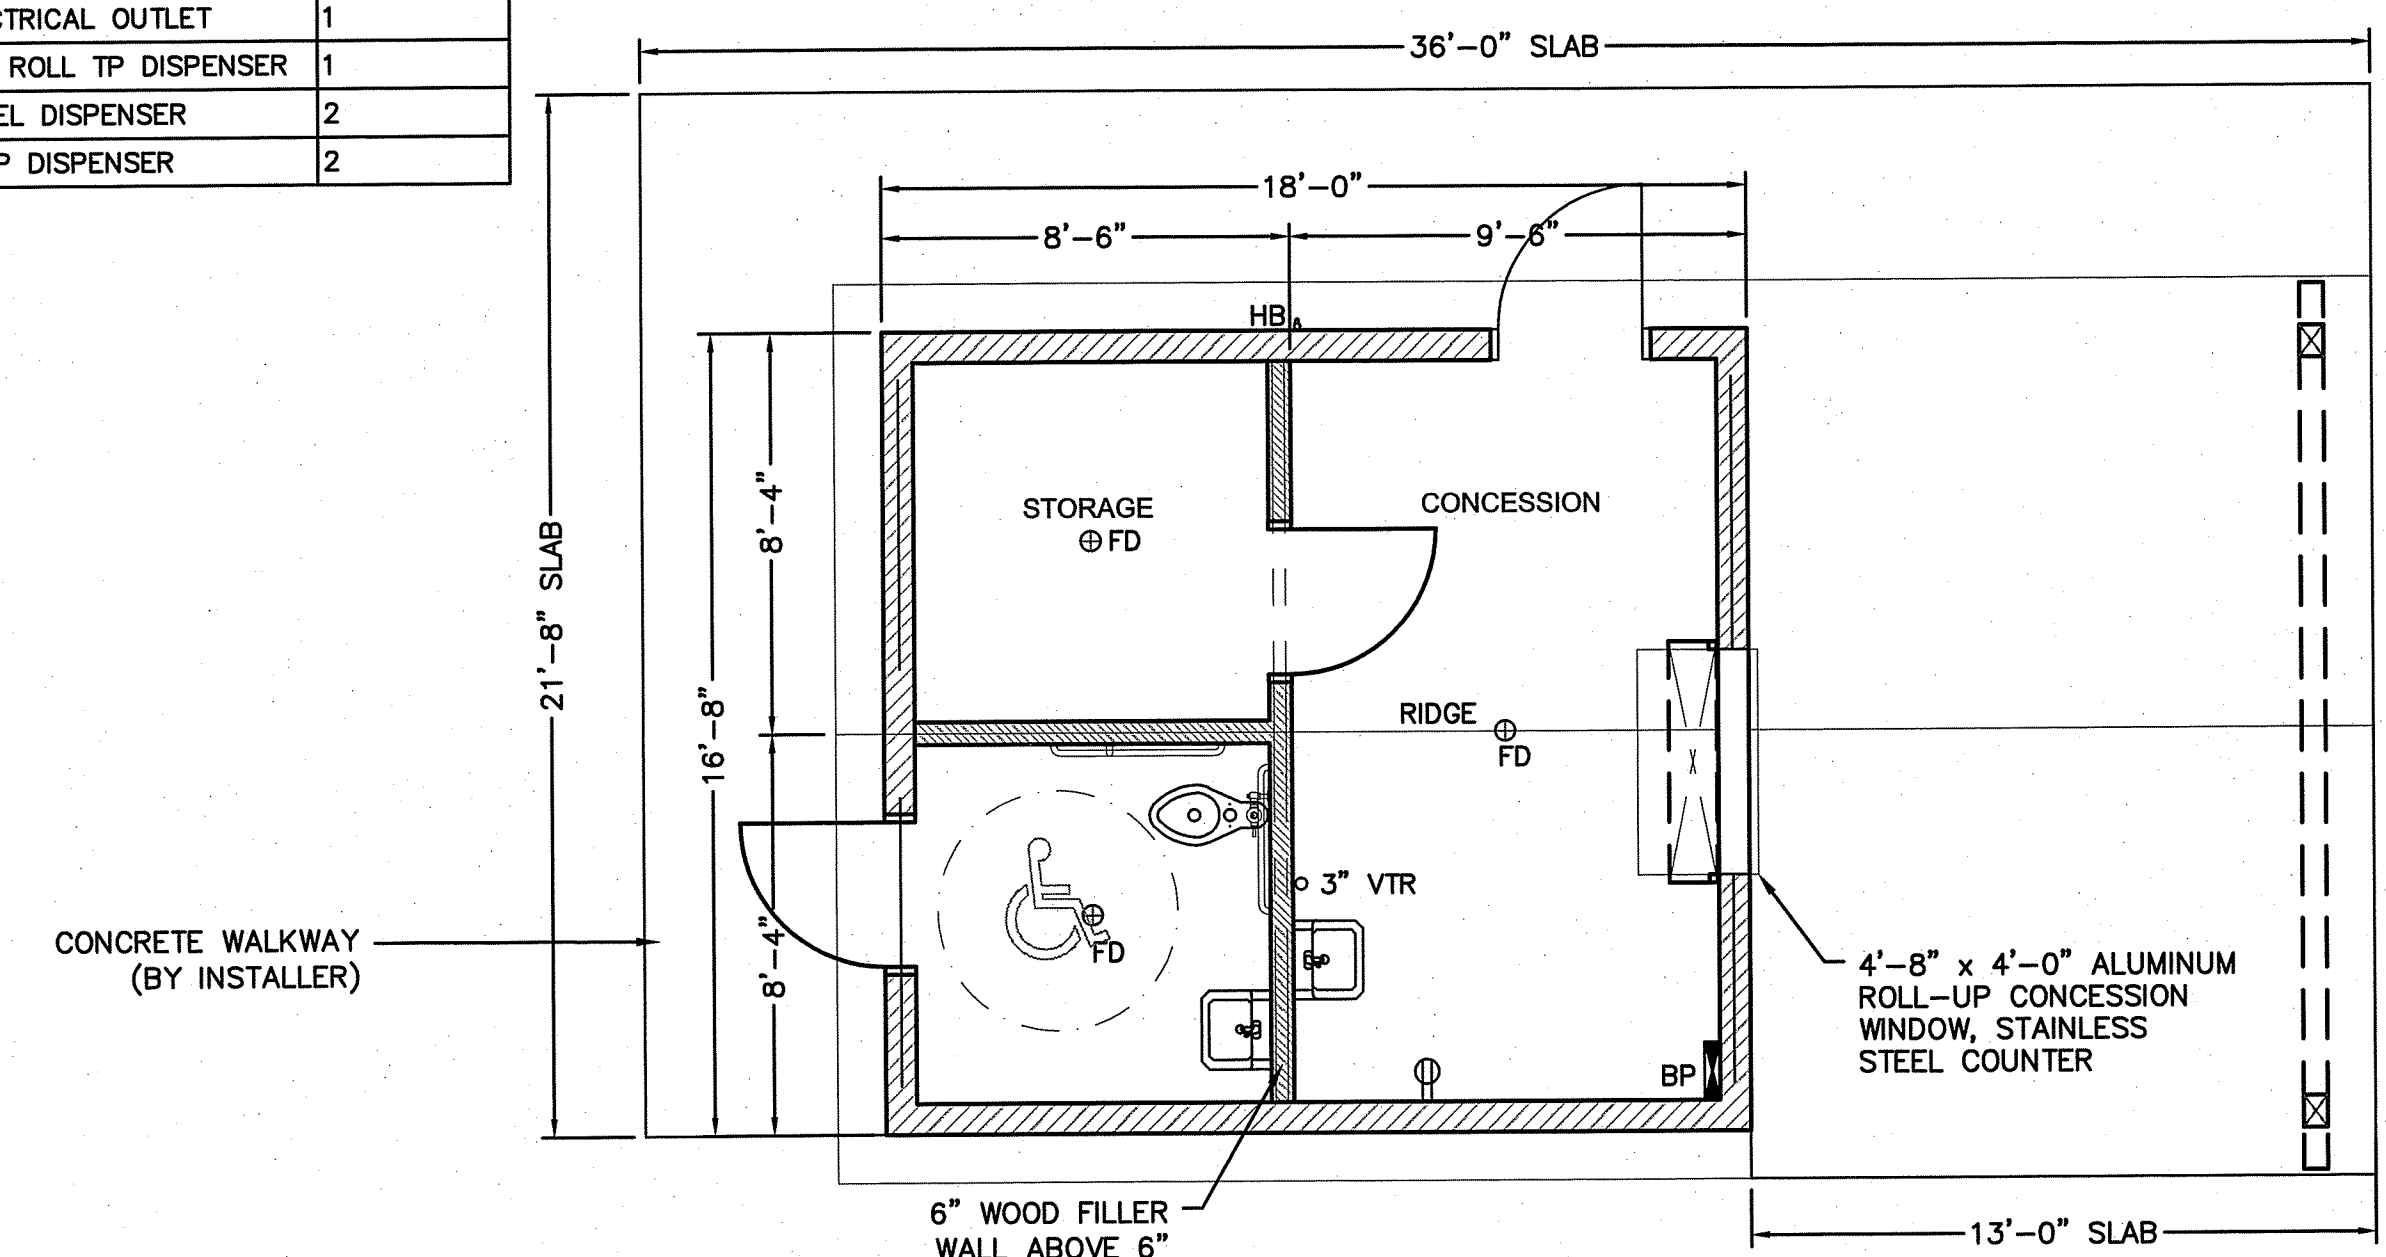 CTRICAL OUTLET 1
ROLL TP DISPENSER 1
EL DISPENSER 2
P DISPENSER 2
36'-0" SLAB
18'-0"
8'-6"
9'-6"
HB
8'-4"
STORAGE
FD
CONCESSION
21'-8" SLAB
16'-8"
RIDGE
FD
3" VTR
8'-4"
FD
CONCRETE WALKWAY
(BY INSTALLER)
4'-8" x 4'-0" ALUMINUM
ROLL-UP CONCESSION
WINDOW, STAINLESS
STEEL COUNTER
BP
6" WOOD FILLER
WALL ABOVE 6"
13'-0" SLAB